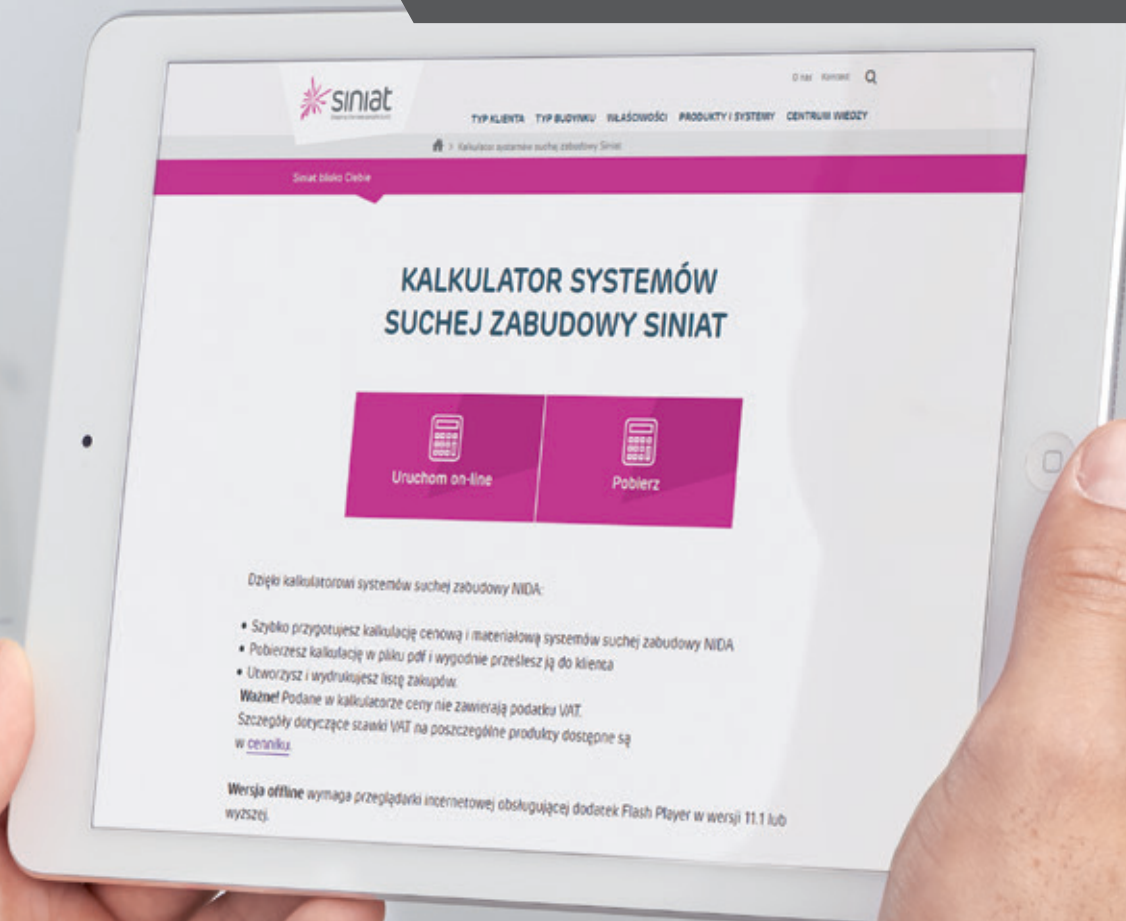 O nas Kontakt
siniat
TYP KLIENTA TYP BUDYNKU WŁAŚCIWOŚCI PRODUKTY I SYSTEMY CENTRUM WIEDZY
> Kalkulator systemów suchej zabudowy Siniat
Siniat blisko Ciebie
KALKULATOR SYSTEMÓW
SUCHEJ ZABUDOWY SINIAT
Uruchom on-line
Pobierz
Dzięki kalkulatorowi systemów suchej zabudowy NIDA:
• Szybko przygotujesz kalkulację cenową i materiałową systemów suchej zabudowy NIDA
• Pobierzesz kalkulację w pliku pdf i wygodnie prześlesz ją do klienta
• Utworzysz i wydrukujesz listę zakupów.
Ważne! Podane w kalkulatorze ceny nie zawierają podatku VAT.
Szczegóły dotyczące stawki VAT na poszczególne produkty dostępne są
w cenniku.
Wersja offline wymaga przeglądarki internetowej obsługującej dodatek Flash Player w wersji 11.1 lub
wyższej.